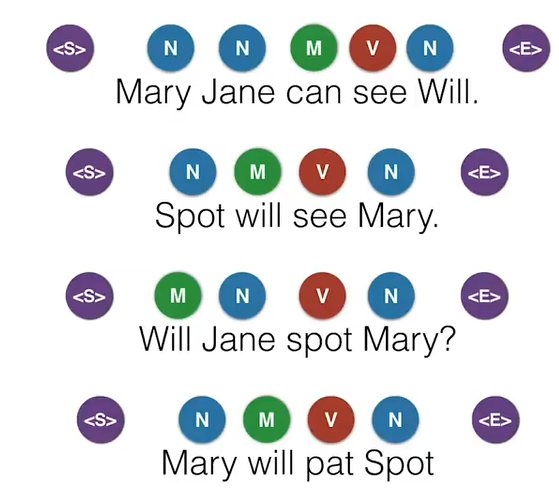 <S> N N M V N <E>
Mary Jane can see Will.
<S> N M V N <E>
Spot will see Mary.
<S> M N V N <E>
Will Jane spot Mary?
<S> N M V N <E>
Mary will pat Spot